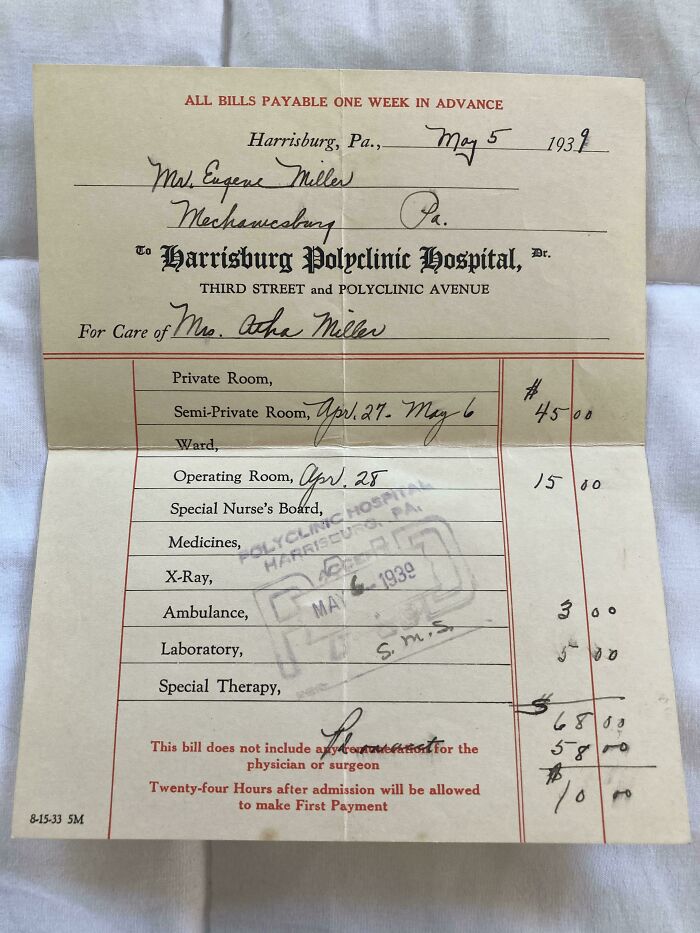 ALL BILLS PAYABLE ONE WEEK IN ADVANCE
Harrisburg, Pa., May 5 1939
Mr. Eugene Miller
Mechanicsburg Pa.
To Harrisburg Polyclinic Hospital, Dr.
THIRD STREET and POLYCLINIC AVENUE
For Care of Mrs. Miller
Private Room, $
Semi-Private Room, Apr. 27 - May 6 45 00
Ward,
Operating Room, Apr. 28 15 00
Special Nurse's Board,
POLYCLINIC HOSPITAL
HARRISBURG, PA.
Medicines,
X-Ray,
MAY 6 - 1939
Ambulance, 3 00
S.M.S.
Laboratory, 5 00
Special Therapy,
$ 68 00
This bill does not include any remuneration for the 58 00
physician or surgeon
$ 10 00
Twenty-four Hours after admission will be allowed
to make First Payment
8-15-33 5M